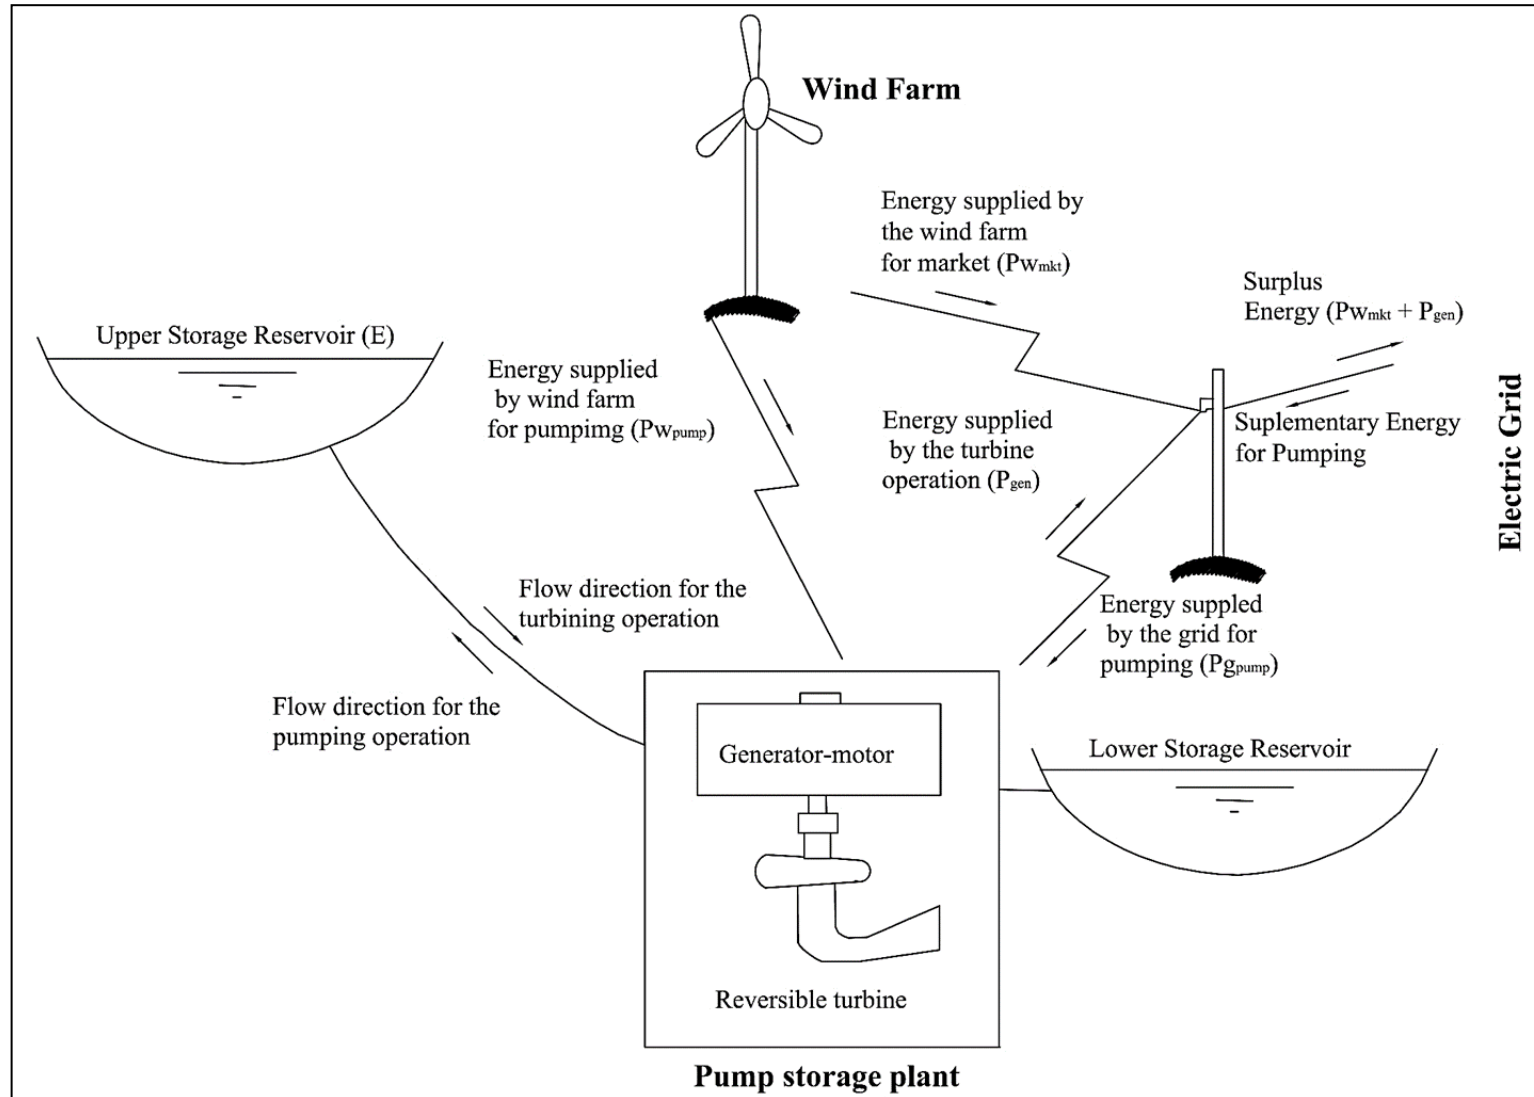 Wind Farm
Energy supplied by
the wind farm
for market (Pwmkt)
Surplus
Energy (Pwmkt + Pgen)
Upper Storage Reservoir (E)
Energy supplied
by wind farm
for pumpimg (Pwpump)
Energy supplied
by the turbine
operation (Pgen)
Suplementary Energy
for Pumping
Electric Grid
Flow direction for the
turbining operation
Energy suppled
by the grid for
pumping (Pgpump)
Flow direction for the
pumping operation
Generator-motor
Lower Storage Reservoir
Reversible turbine
Pump storage plant